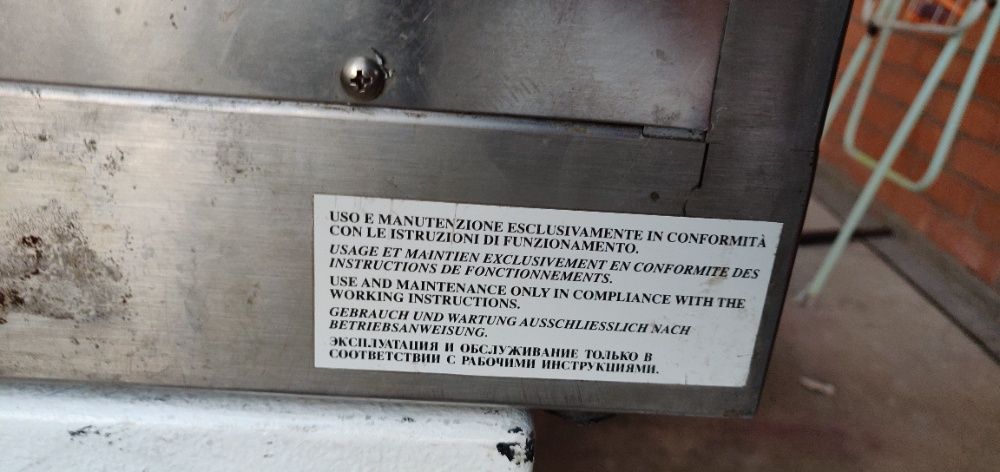 USO E MANUTENZIONE ESCLUSIVAMENTE IN CONFORMITÀ
CON LE ISTRUZIONI DI FUNZIONAMENTO.
USAGE ET MAINTIEN EXCLUSIVEMENT EN CONFORMITE DES
INSTRUCTIONS DE FONCTIONNEMENTS.
USE AND MAINTENANCE ONLY IN COMPLIANCE WITH THE
WORKING INSTRUCTIONS.
GEBRAUCH UND WARTUNG AUSSCHLIESSLICH NACH
BETRIEBSANWEISUNG.
ЭКСПЛУАТАЦИЯ И ОБСЛУЖИВАНИЕ ТОЛЬКО В
СООТВЕТСТВИИ С РАБОЧИМИ ИНСТРУКЦИЯМИ.